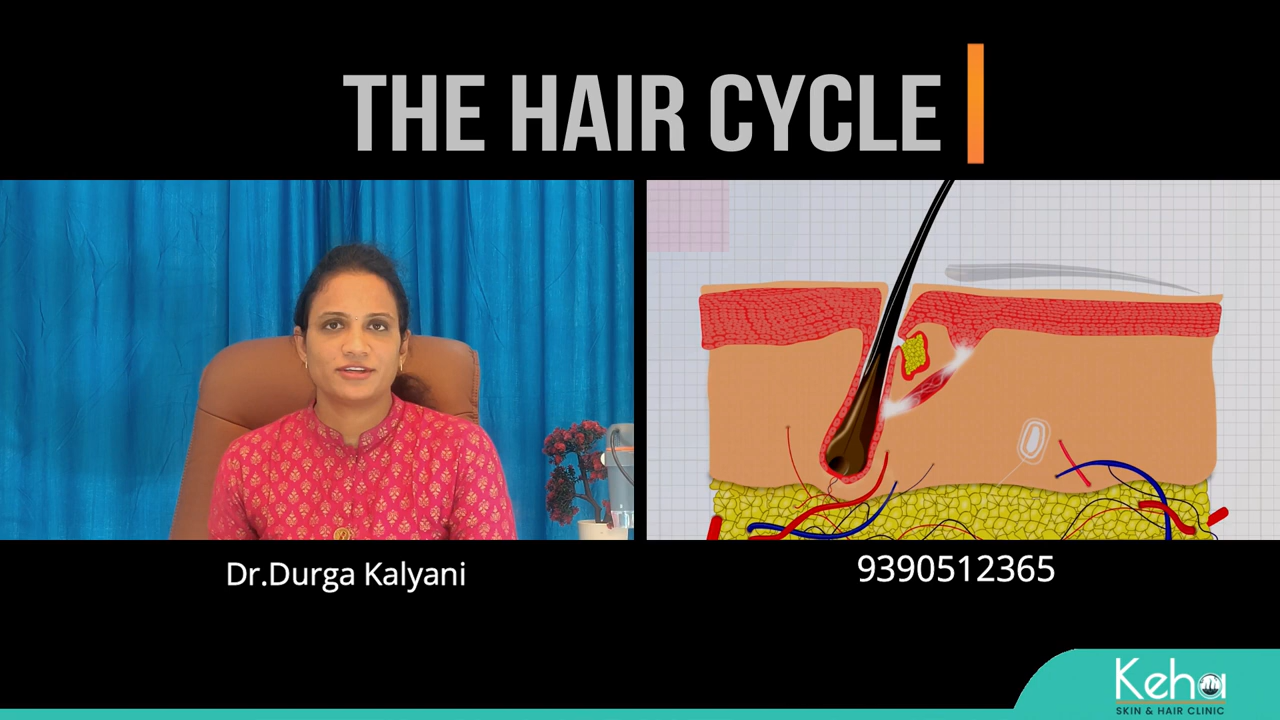 THE HAIR CYCLE
Dr.Durga Kalyani
9390512365
Keha
SKIN & HAIR CLINIC